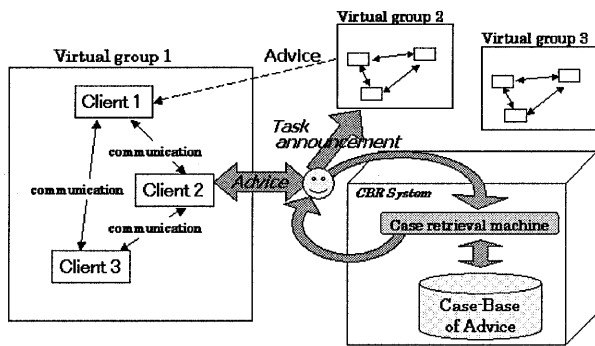 Virtual group 2
Virtual group 3
Virtual group 1
Advice
Client 1
Task
announcement
communication
communication
Client 2
Advice
CBR System
communication
Case retrieval machine
Client 3
Case-Base
of Advice